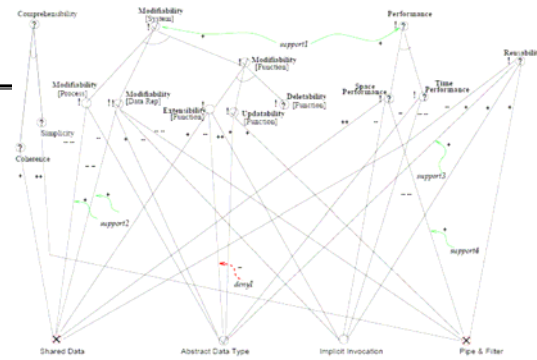 Comprehensibility
Modifiability
[System]
Performance
support1
Modifiability
[Function]
Reusability
Modifiability
[Process]
Modifiability
[Data Rep]
Extensibility
[Function]
Updatability
[Function]
Deletability
[Function]
Space
Performance
Time
Performance
Simplicity
Coherence
support2
support3
support4
deny1
Shared Data
Abstract Data Type
Implicit Invocation
Pipe & Filter